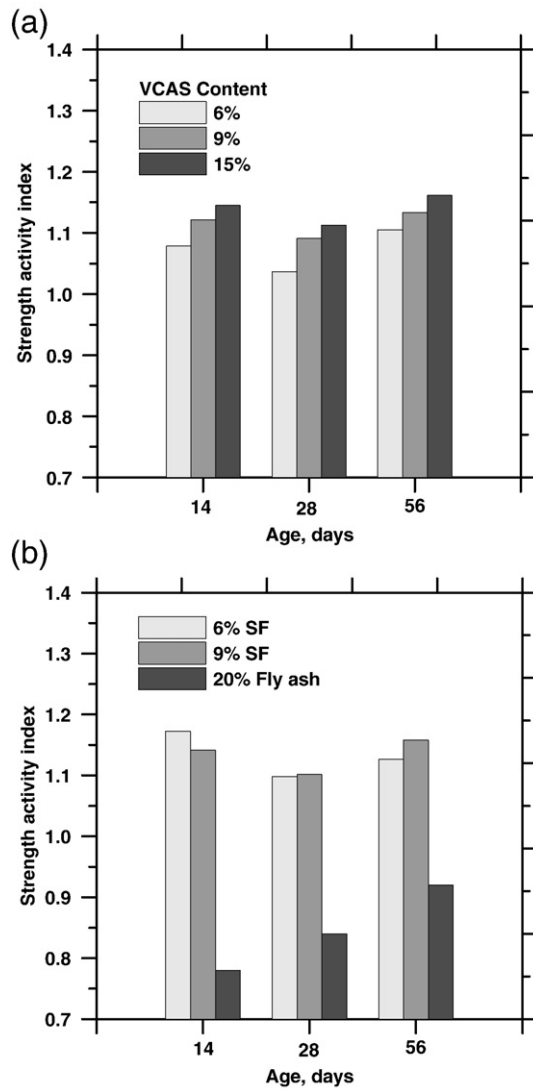 (a)
1.4
1.3
1.2
1.1
1.0
0.9
0.8
0.7
Strength activity index
VCAS Content
6%
9%
15%
14 28 56
Age, days
(b)
1.4
1.3
1.2
1.1
1.0
0.9
0.8
0.7
Strength activity index
6% SF
9% SF
20% Fly ash
14 28 56
Age, days